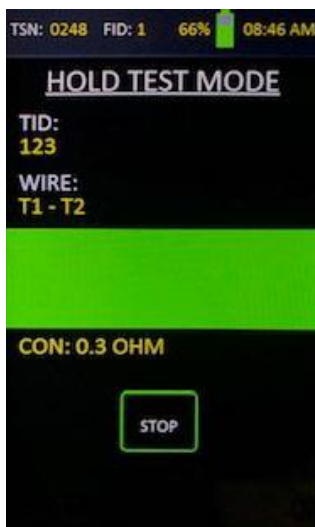 TSN: 0248 FID: 1 66% 08:46 AM
HOLD TEST MODE
TID:
123
WIRE:
T1 - T2
CON: 0.3 OHM
STOP